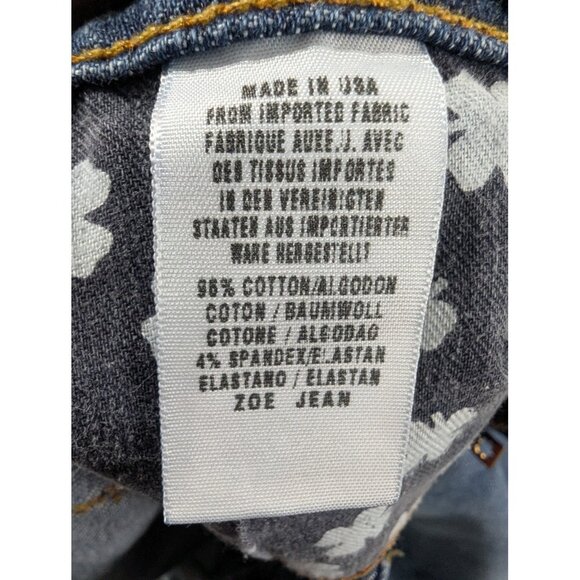 MADE IN USA
FROM IMPORTED FABRIC
FABRIQUE AUXE.U. AVEC
DES TISSUS IMPORTES
IN DEN VEREINIGTEN
STAATEN AUS IMPORTIERTER
WARE HERGESTELLT
96% COTTON/ALGODON
COTON / BAUMWOLL
COTONE / ALGODAO
4% SPANDEX/ELASTAN
ELASTANO / ELASTAN
ZOE JEAN